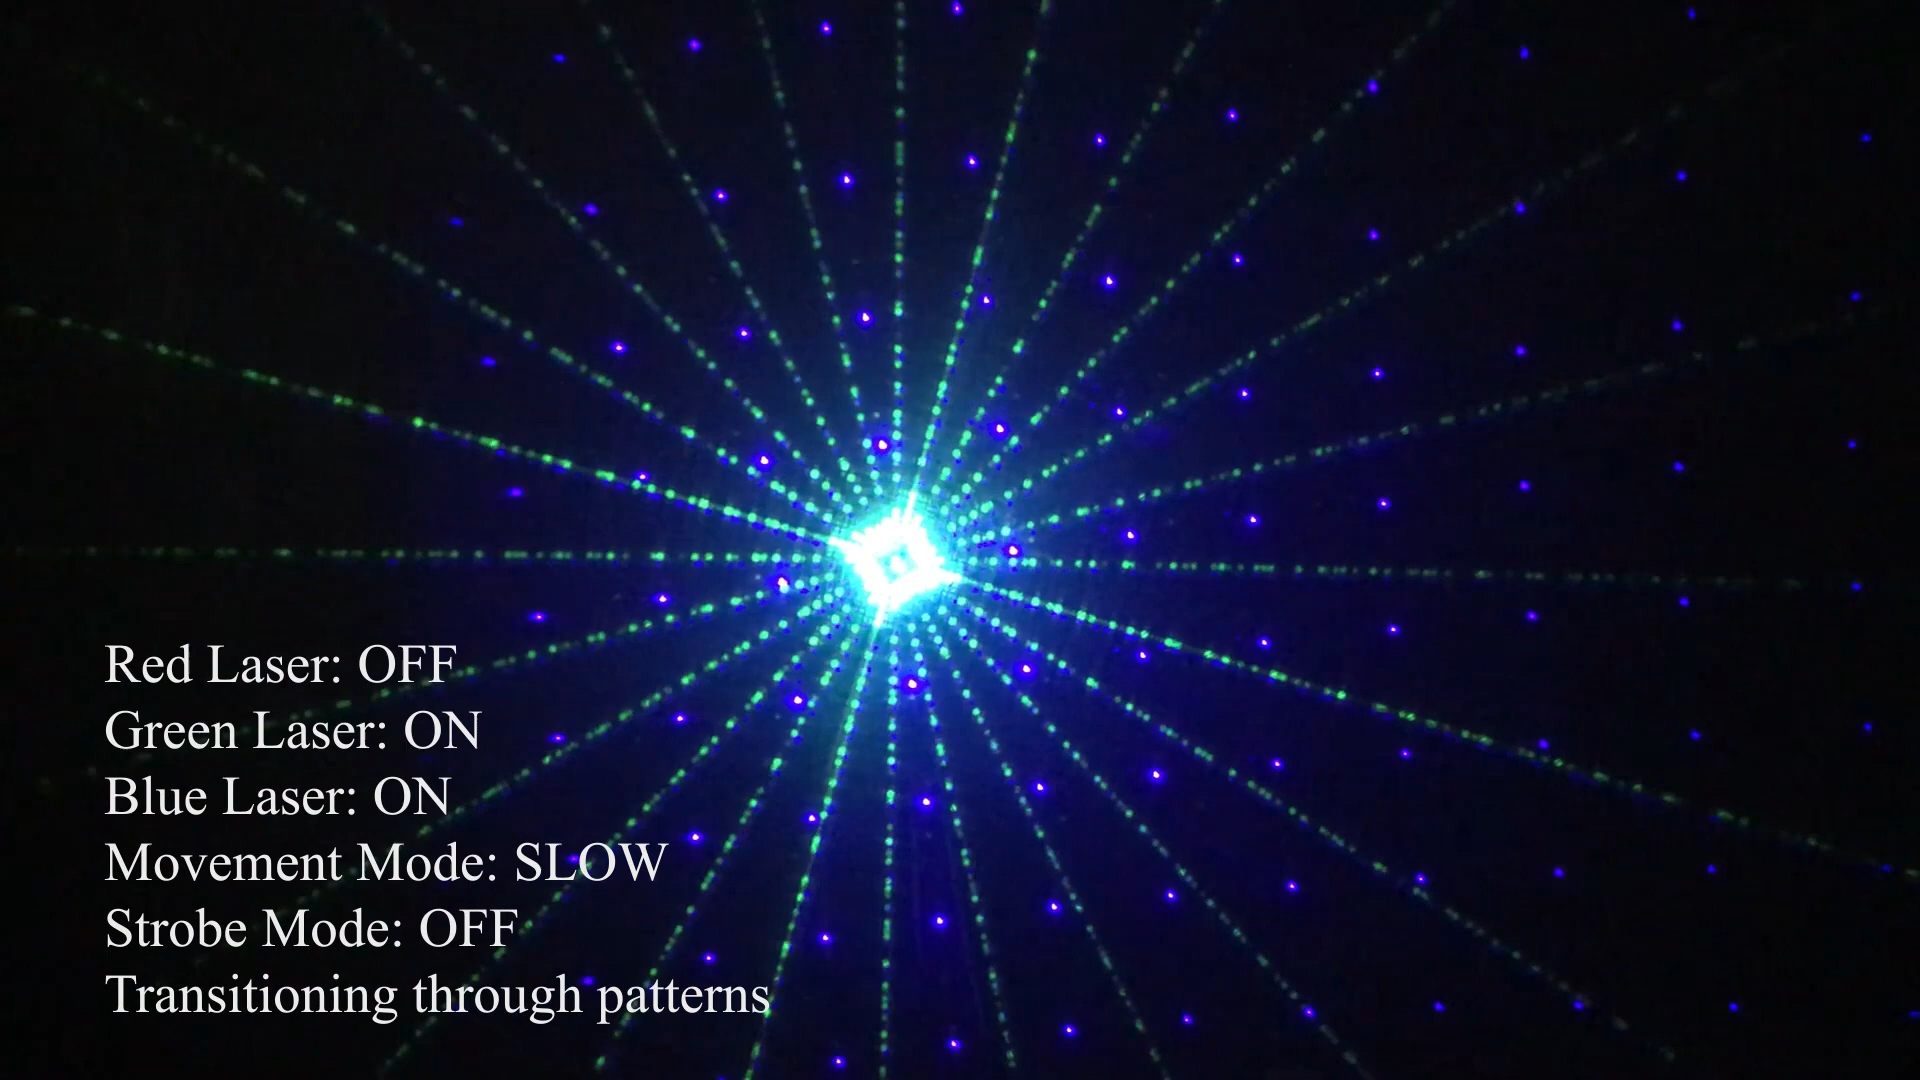 Red Laser: OFF
Green Laser: ON
Blue Laser: ON
Movement Mode: SLOW
Strobe Mode: OFF
Transitioning through patterns